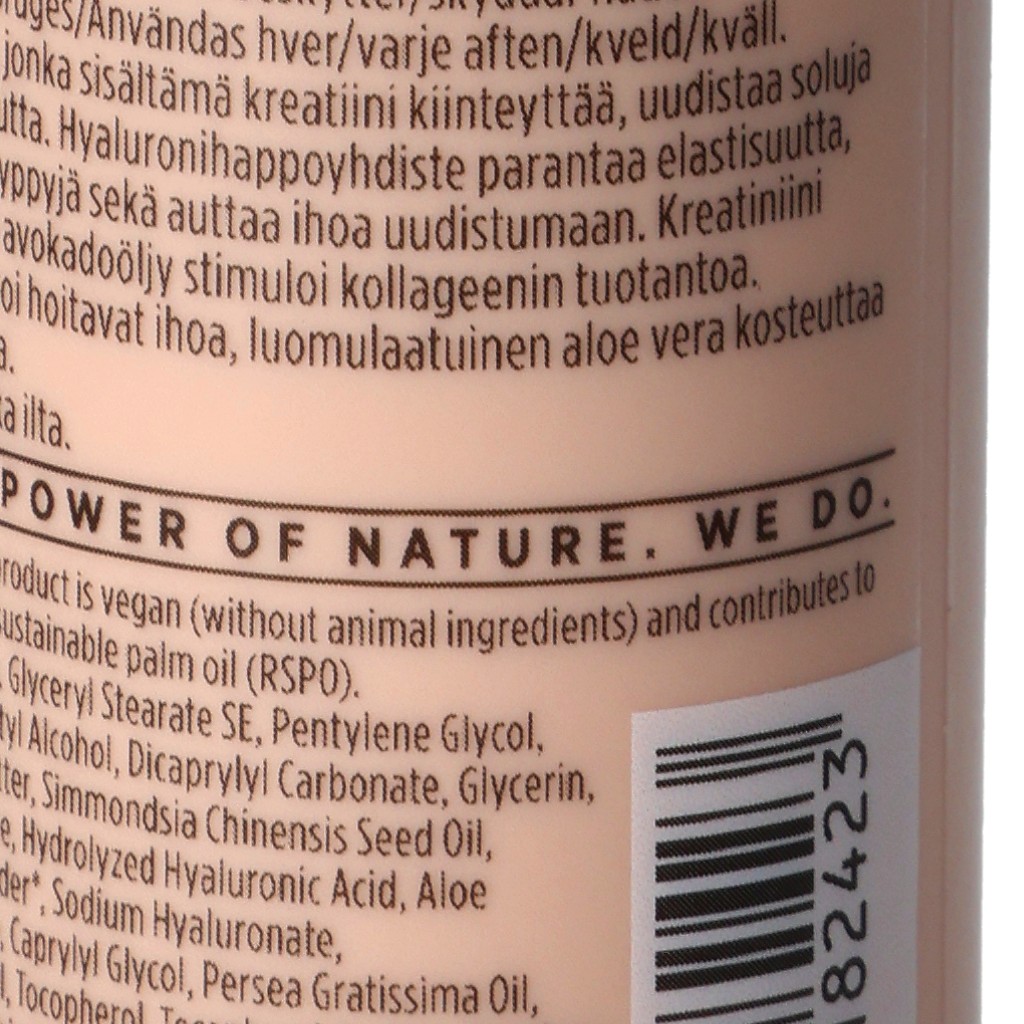 hver/varje aften/kveld/kväll.
jonka sisältämä kreatiini kiinteyttää, uudistaa soluja
Hyaluronihappoyhdiste parantaa elastisuutta,
sekä auttaa ihoa uudistumaan. Kreatiniini
avokadoöljy stimuloi kollageenin tuotantoa.
hoitavat ihoa, luomulaatuinen aloe vera kosteuttaa
ilta.
POWER OF NATURE. WE DO.
is vegan (without animal ingredients) and contributes to
sustainable palm oil (RSPO).
Glyceryl Stearate SE, Pentylene Glycol,
Alcohol, Dicaprylyl Carbonate, Glycerin,
Simmondsia Chinensis Seed Oil,
Hydrolyzed Hyaluronic Acid, Aloe
Sodium Hyaluronate,
Caprylyl Glycol, Persea Gratissima Oil,
Tocopherol,
82423